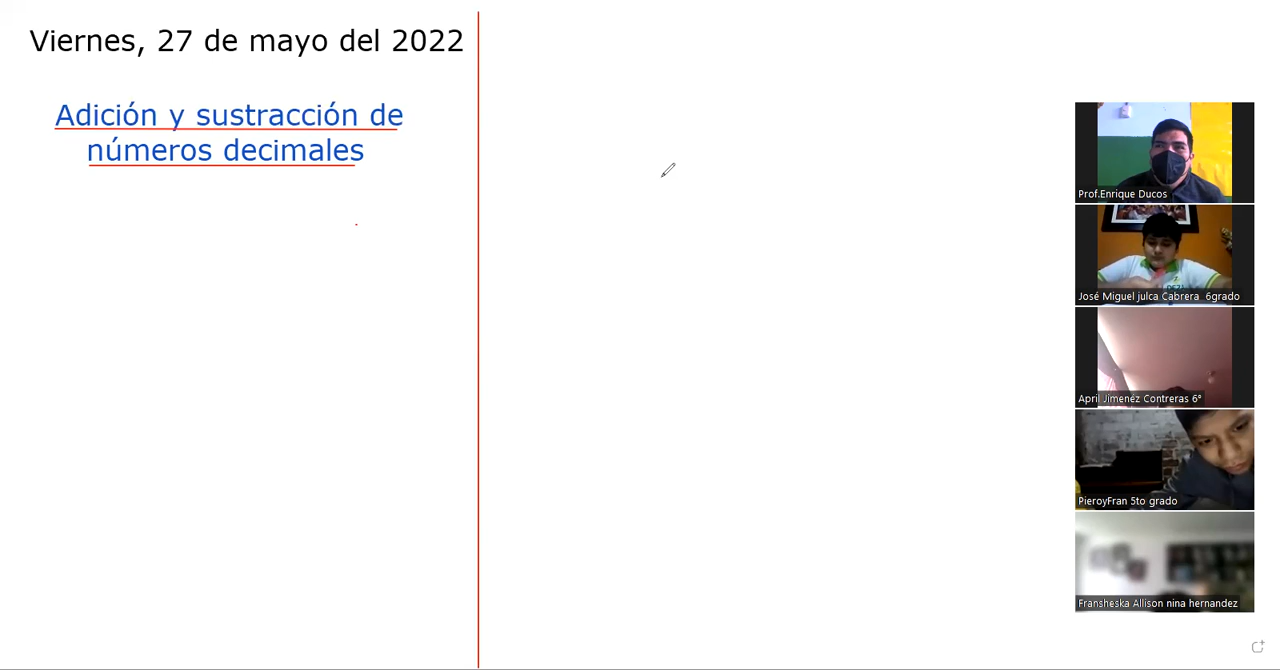 Viernes, 27 de mayo del 2022
Adición y sustracción de
números decimales
Prof.Enrique Ducos
José Miguel julca Cabrera 6grado
April Jimenez Contreras 6°
PieroyFran 5to grado
Fransheska Allison nina hernandez